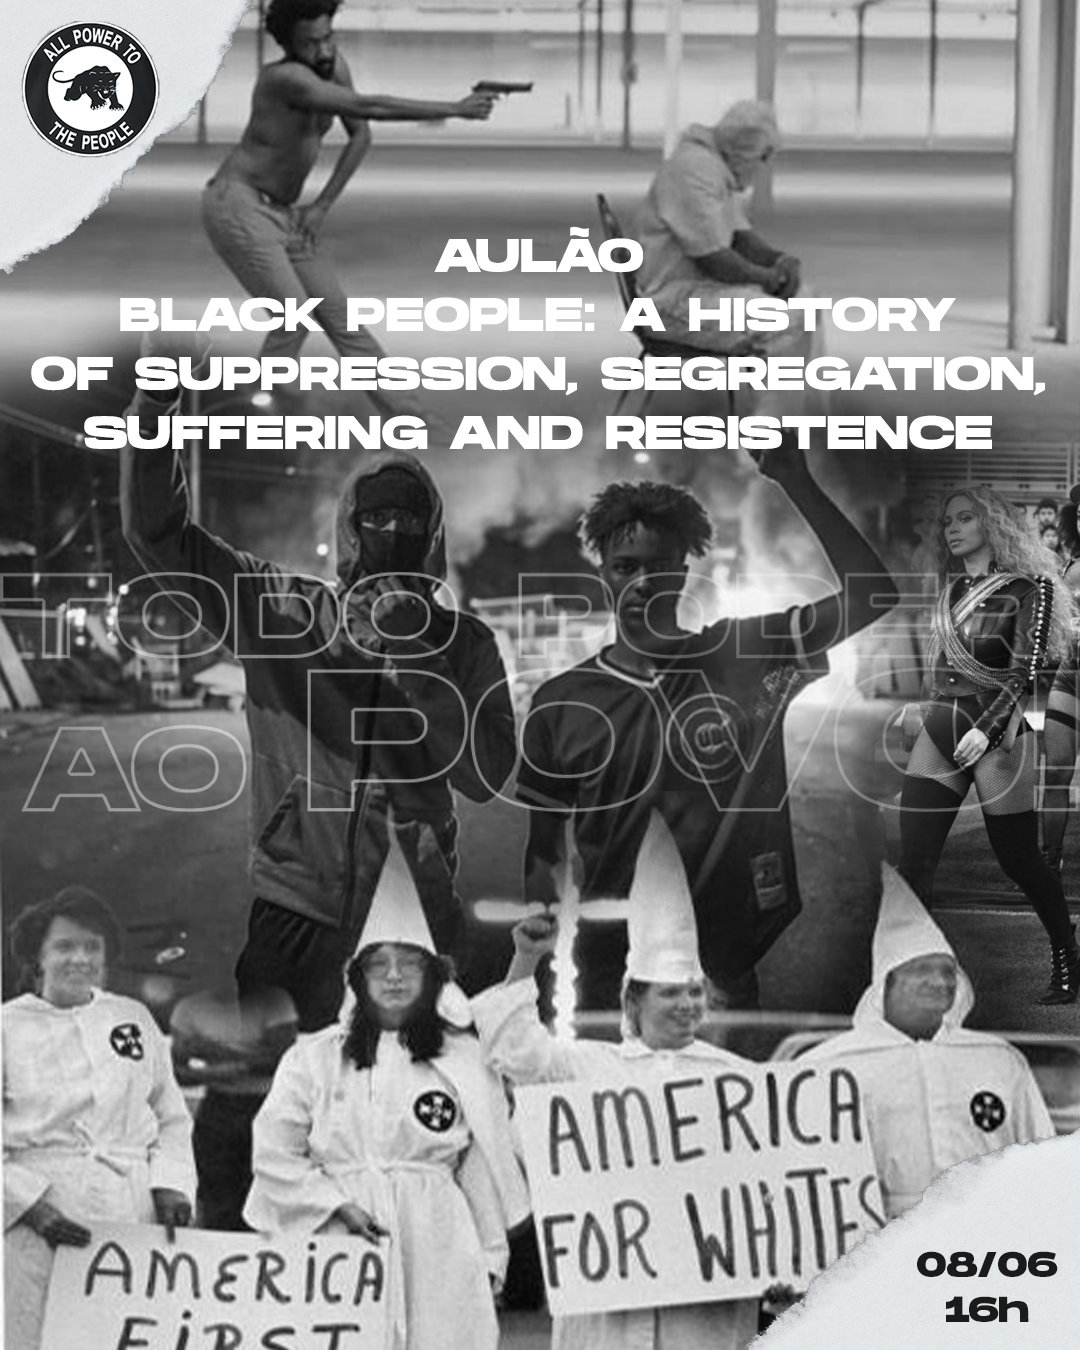 ALL POWER TO
THE PEOPLE
AULÃO
BLACK PEOPLE: A HISTORY
OF SUPPRESSION, SEGREGATION,
SUFFERING AND RESISTENCE
TODO PODER
AO POVO!
AMERICA
FOR WHITES
AMERiCA
FiRST
08/06
16h